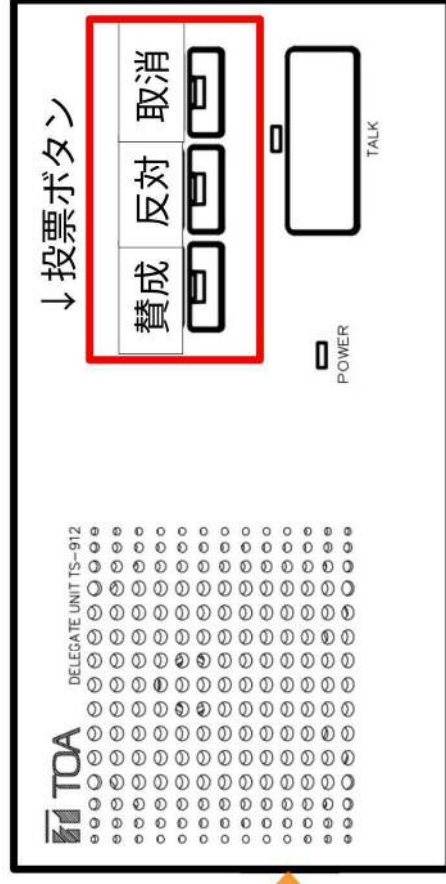 TOA
DELEGATE UNIT TS-912
↓投票ボタン
賛成 反対 取消
POWER
TALK